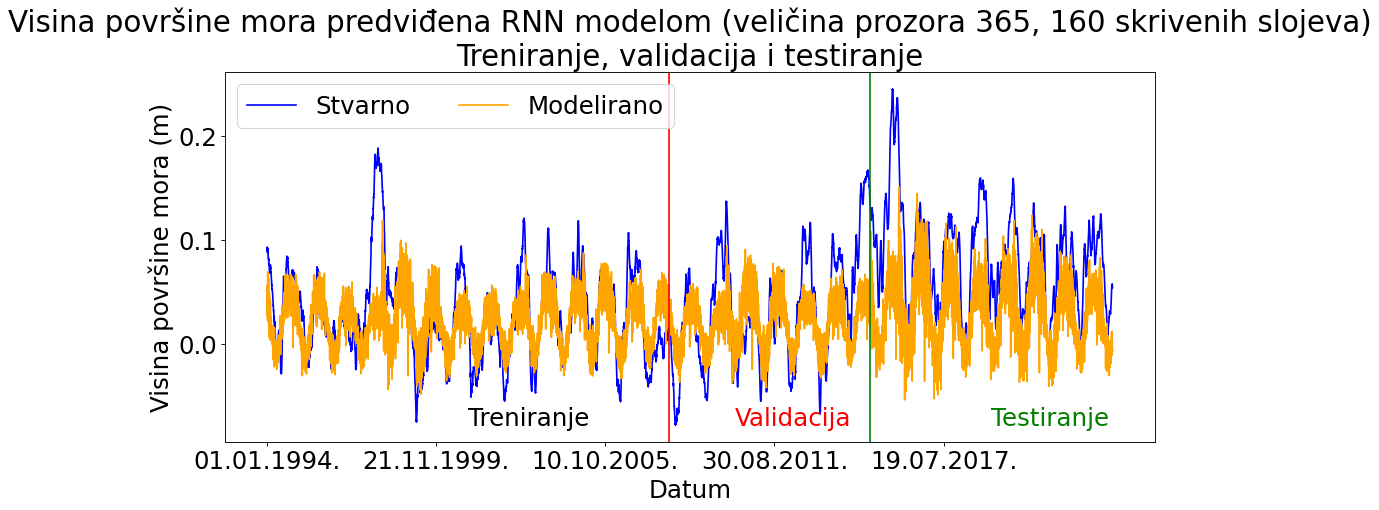 Visina površine mora predviđena RNN modelom (veličina prozora 365, 160 skrivenih slojeva)
Treniranje, validacija i testiranje
Stvarno Modelirano
Visina površine mora (m)
0.2
0.1
0.0
Treniranje Validacija Testiranje
01.01.1994. 21.11.1999. 10.10.2005. 30.08.2011. 19.07.2017.
Datum